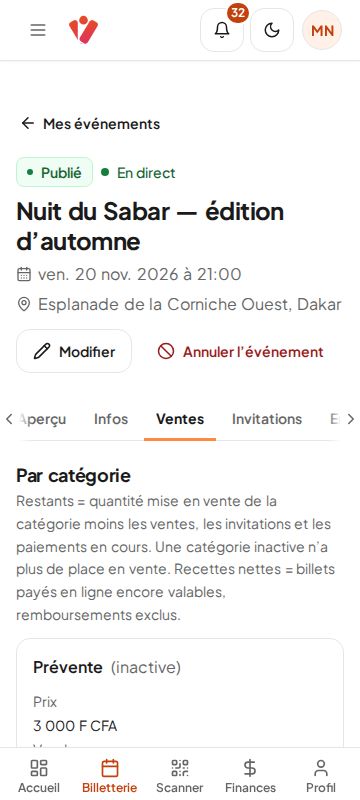 32
MN
Mes événements
Publié
En direct
Nuit du Sabar — édition
d’automne
ven. 20 nov. 2026 à 21:00
Esplanade de la Corniche Ouest, Dakar
Modifier
Annuler l’événement
Aperçu
Infos
Ventes
Invitations
Par catégorie
Restants = quantité mise en vente de la
catégorie moins les ventes, les invitations et les
paiements en cours. Une catégorie inactive n’a
plus de place en vente. Recettes nettes = billets
payés en ligne encore valables,
remboursements exclus.
Prévente (inactive)
Prix
3 000 F CFA
Accueil
Billetterie
Scanner
Finances
Profil